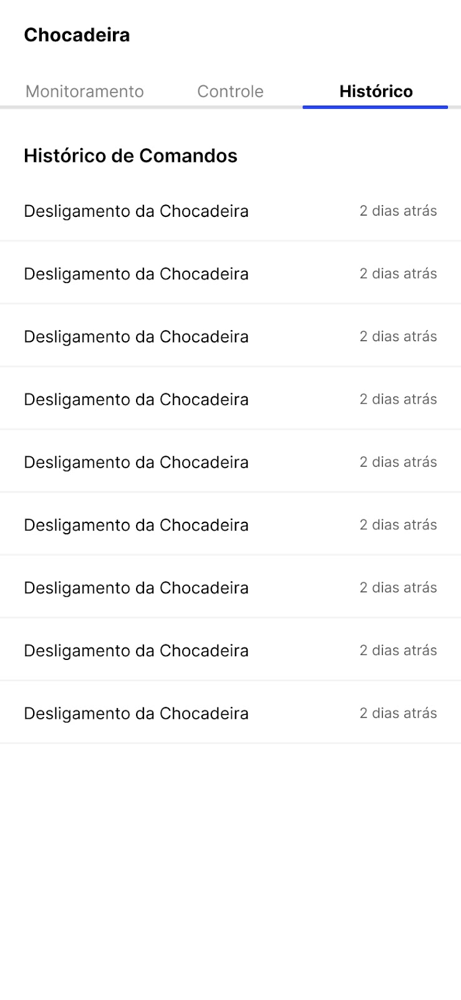 Chocadeira
Monitoramento Controle Histórico
Histórico de Comandos
Desligamento da Chocadeira 2 dias atrás
Desligamento da Chocadeira 2 dias atrás
Desligamento da Chocadeira 2 dias atrás
Desligamento da Chocadeira 2 dias atrás
Desligamento da Chocadeira 2 dias atrás
Desligamento da Chocadeira 2 dias atrás
Desligamento da Chocadeira 2 dias atrás
Desligamento da Chocadeira 2 dias atrás
Desligamento da Chocadeira 2 dias atrás